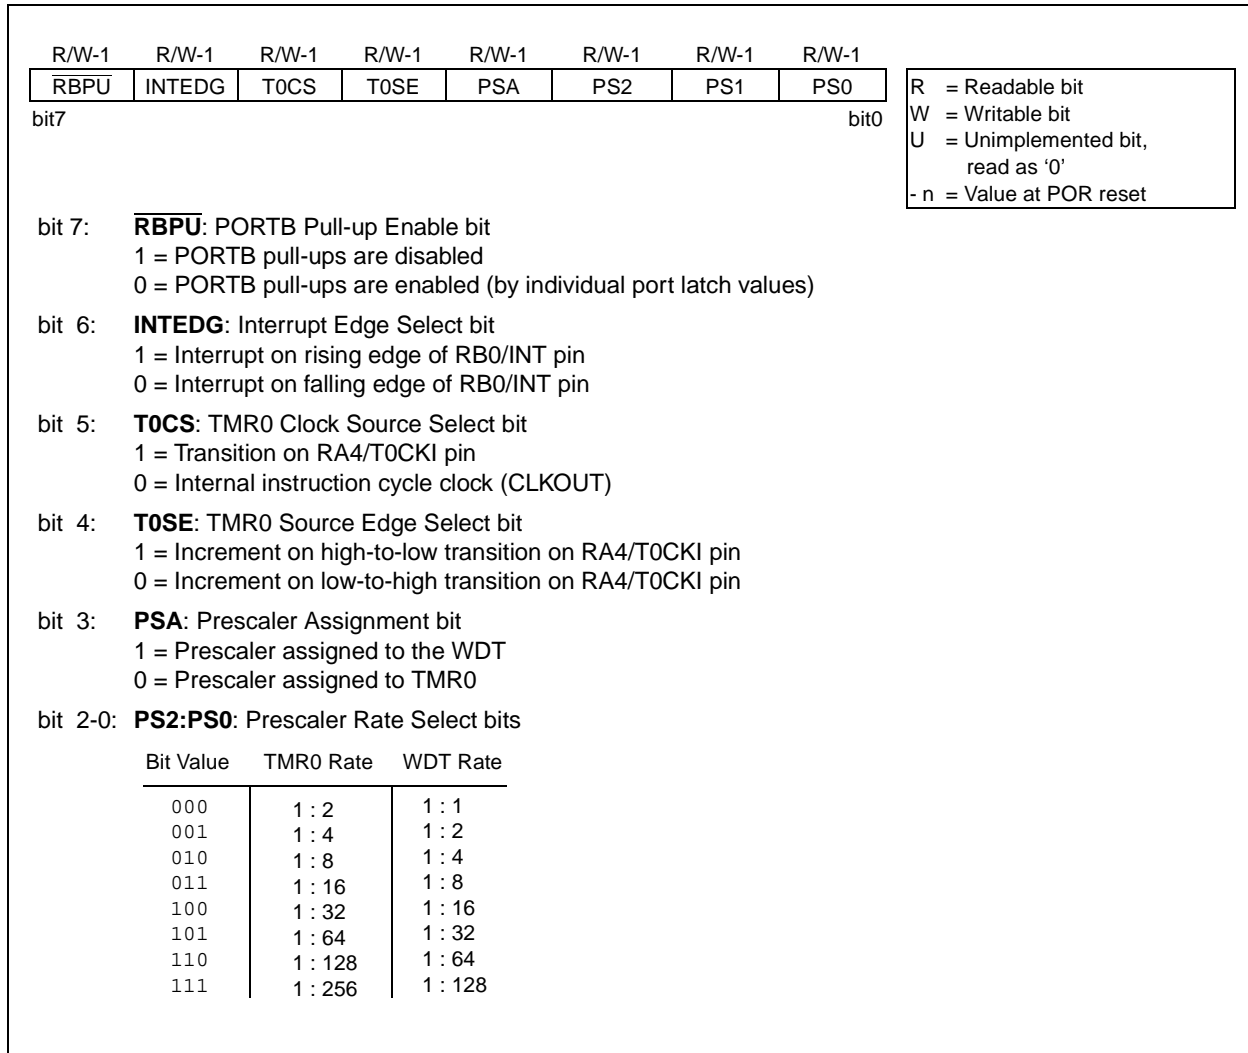 R/W-1 R/W-1 R/W-1 R/W-1 R/W-1 R/W-1 R/W-1 R/W-1
RBPU INTEDG T0CS T0SE PSA PS2 PS1 PS0
bit7 bit0
R = Readable bit
W = Writable bit
U = Unimplemented bit,
read as ‘0’
- n = Value at POR reset
bit 7: RBPU: PORTB Pull-up Enable bit
1 = PORTB pull-ups are disabled
0 = PORTB pull-ups are enabled (by individual port latch values)
bit 6: INTEDG: Interrupt Edge Select bit
1 = Interrupt on rising edge of RB0/INT pin
0 = Interrupt on falling edge of RB0/INT pin
bit 5: T0CS: TMR0 Clock Source Select bit
1 = Transition on RA4/T0CKI pin
0 = Internal instruction cycle clock (CLKOUT)
bit 4: T0SE: TMR0 Source Edge Select bit
1 = Increment on high-to-low transition on RA4/T0CKI pin
0 = Increment on low-to-high transition on RA4/T0CKI pin
bit 3: PSA: Prescaler Assignment bit
1 = Prescaler assigned to the WDT
0 = Prescaler assigned to TMR0
bit 2-0: PS2:PS0: Prescaler Rate Select bits
Bit Value TMR0 Rate WDT Rate
000 1 : 2 1 : 1
001 1 : 4 1 : 2
010 1 : 8 1 : 4
011 1 : 16 1 : 8
100 1 : 32 1 : 16
101 1 : 64 1 : 32
110 1 : 128 1 : 64
111 1 : 256 1 : 128